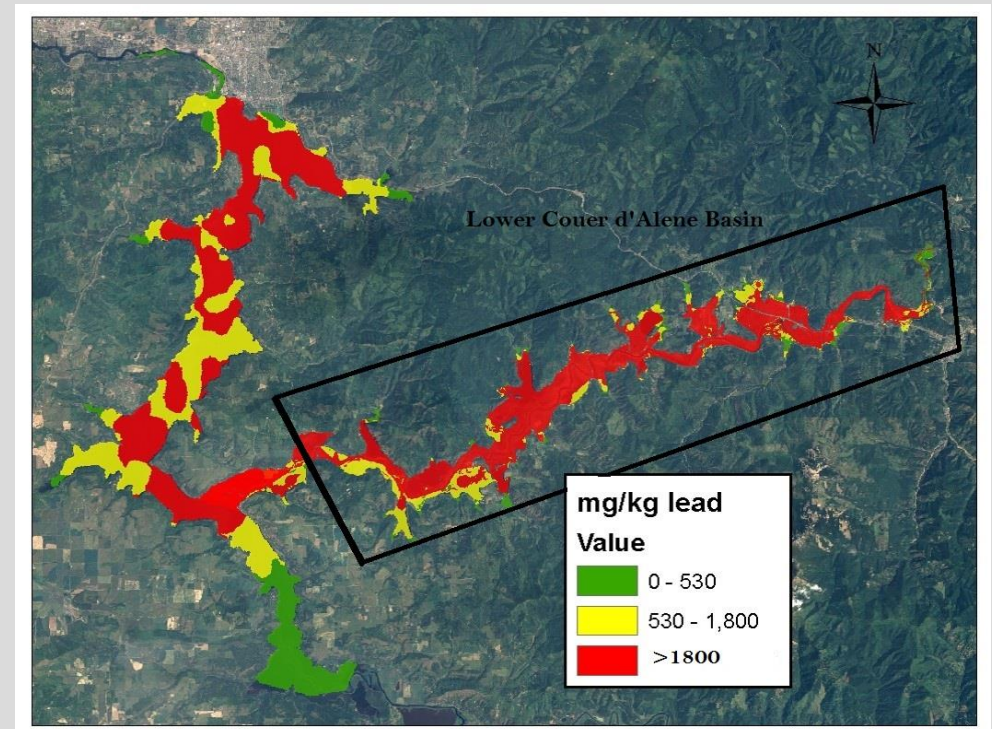 N
Lower Couer d'Alene Basin
mg/kg lead
Value
0 - 530
530 - 1,800
>1800